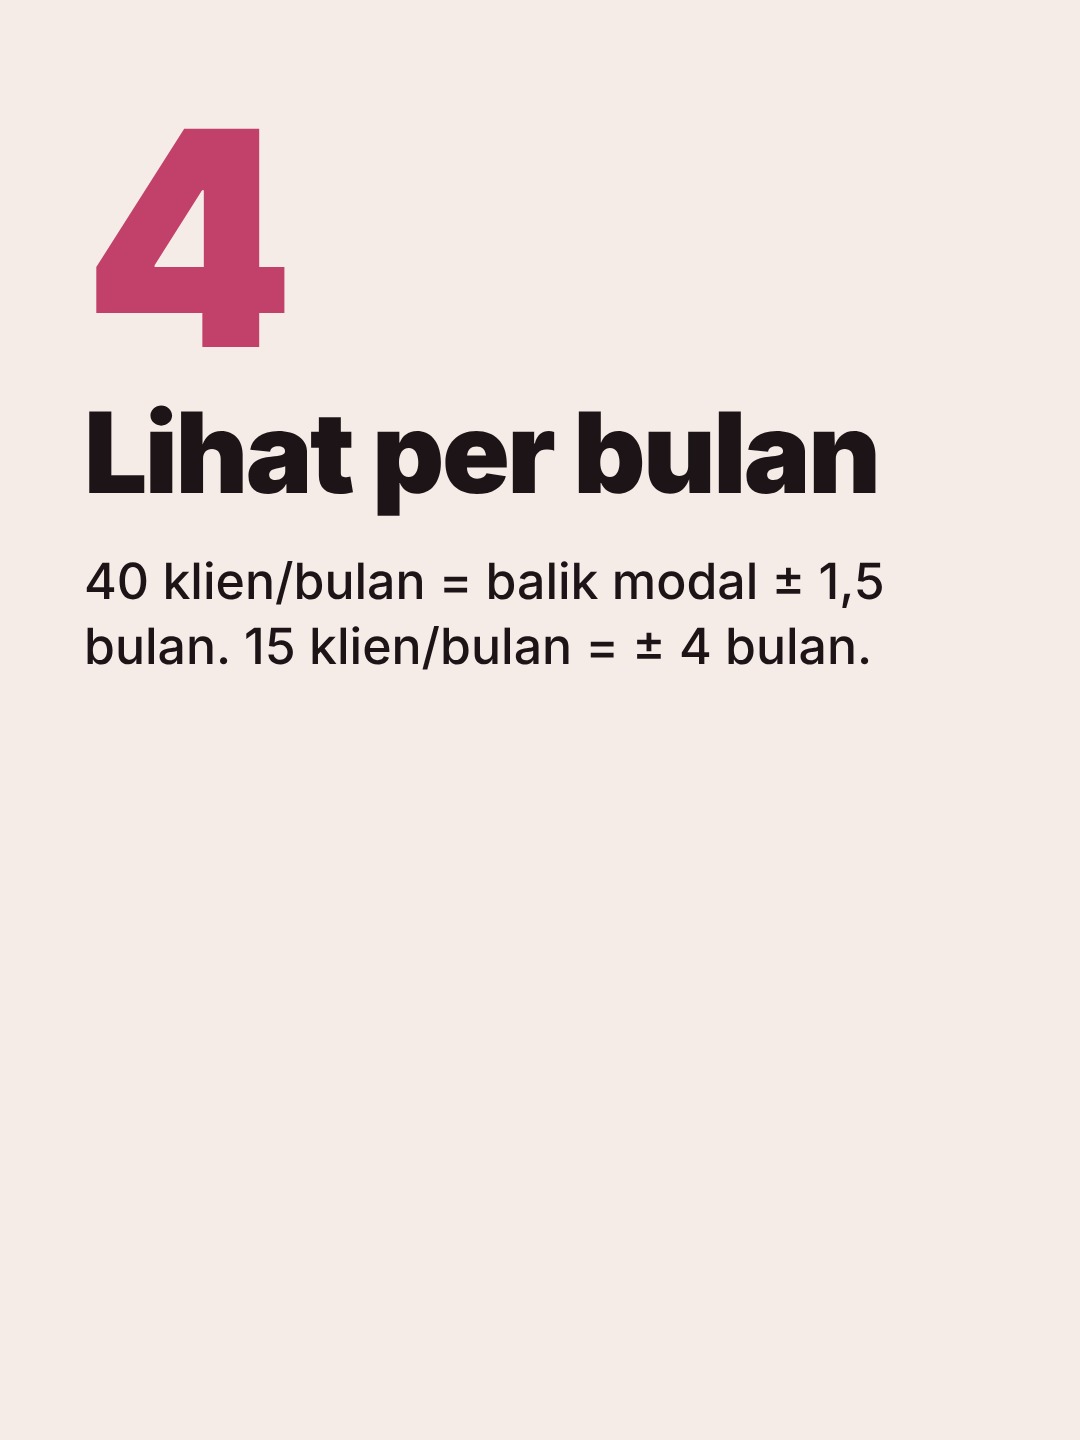 4
Lihat per bulan
40 klien/bulan = balik modal ± 1,5
bulan. 15 klien/bulan = ± 4 bulan.